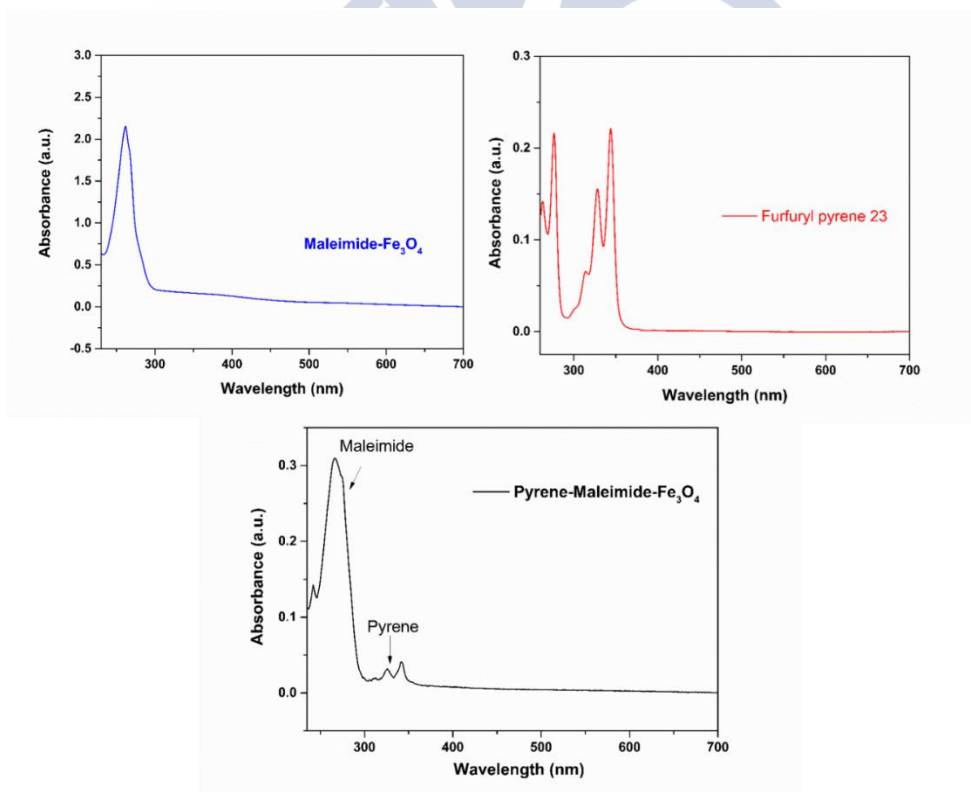 3.0
2.5
2.0
1.5
1.0
0.5
0.0
-0.5
Absorbance (a.u.)
Maleimide-Fe₃O₄
300 400 500 600 700
Wavelength (nm)
0.3
0.2
0.1
0.0
Absorbance (a.u.)
Furfuryl pyrene 23
300 400 500 600 700
Wavelength (nm)
0.3
0.2
0.1
0.0
Absorbance (a.u.)
Maleimide
Pyrene-Maleimide-Fe₃O₄
Pyrene
300 400 500 600 700
Wavelength (nm)